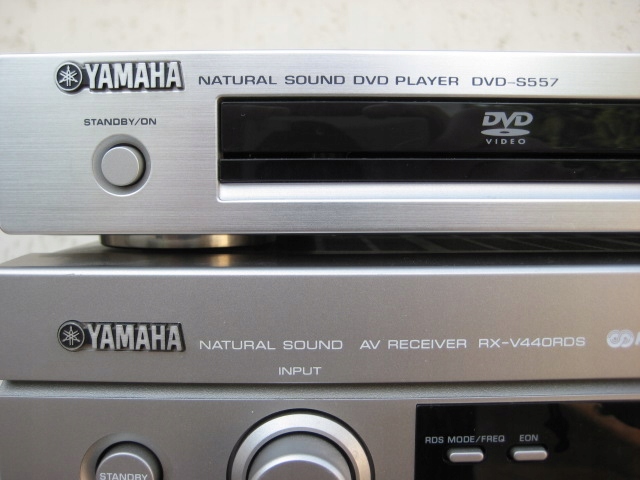 YAMAHA NATURAL SOUND DVD PLAYER DVD-S557
STANDBY/ON
DVD
VIDEO
YAMAHA NATURAL SOUND AV RECEIVER RX-V440RDS
INPUT
RDS MODE/FREQ EON
STANDBY